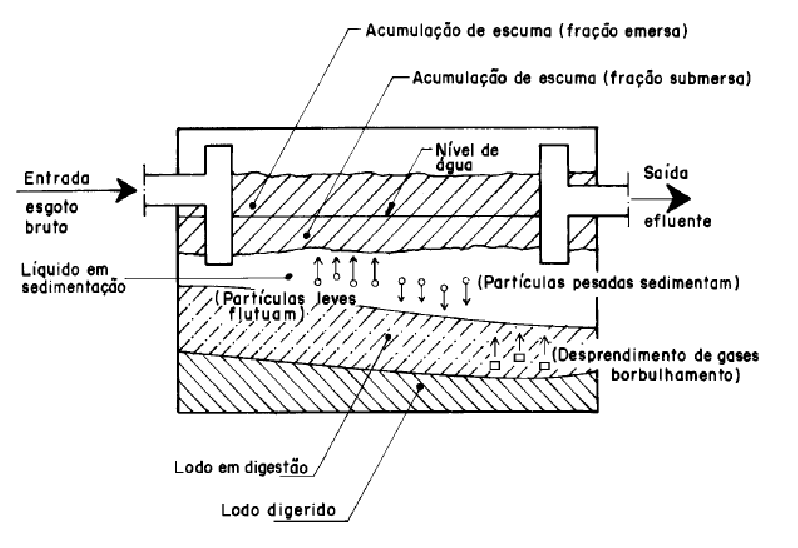 Acumulação de escuma (fração emersa)
Acumulação de escuma (fração submersa)
Nível de
água
Entrada
esgoto
bruto
Saída
efluente
Líquido em
sedimentação
(Partículas leves
flutuam)
(Partículas pesadas sedimentam)
(Desprendimento de gases
borbulhamento)
Lodo em digestão
Lodo digerido